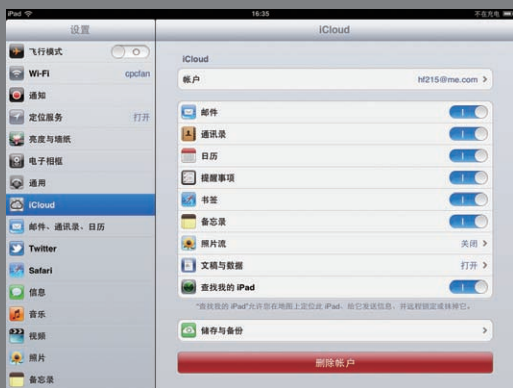 iPad
16:35
不在充电
设置
iCloud
飞行模式
Wi-Fi
cpcfan
通知
定位服务
打开
亮度与墙纸
电子相框
通用
iCloud
邮件、通讯录、日历
Twitter
Safari
信息
音乐
视频
照片
备忘录
iCloud
帐户
hf215@me.com
邮件
通讯录
日历
提醒事项
书签
备忘录
照片流
关闭
文稿与数据
打开
查找我的 iPad
“查找我的 iPad”允许您在地图上定位此 iPad、给它发送信息，并远程锁定或抹掉它。
储存与备份
删除帐户